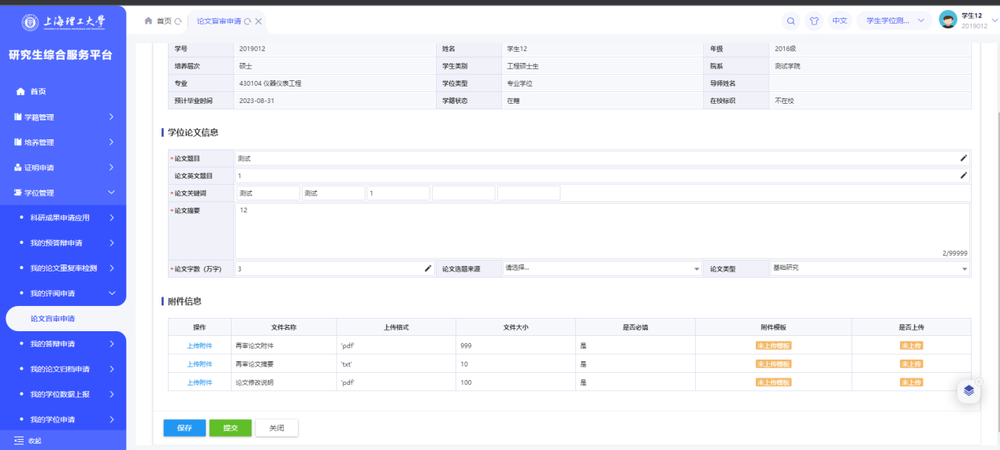 上海理工大学
首页
论文盲审申请
中文
学生学位测...
学生12
2019012
研究生综合服务平台
首页
学籍管理
培养管理
证明申请
学位管理
科研成果申请应用
我的预答辩申请
我的论文重复率检测
我的评阅申请
论文盲审申请
我的答辩申请
我的论文归档申请
我的学位数据上报
我的学位申请
收起
学号 2019012 姓名 学生12 年级 2016级
培养层次 硕士 学生类别 工程硕士生 院系 测试学院
专业 430104 仪器仪表工程 学位类型 专业学位 导师姓名
预计毕业时间 2023-08-31 学籍状态 在籍 在校标识 不在校
学位论文信息
*论文题目 测试
论文英文题目 1
*论文关键词 测试 测试 1
*论文摘要 12
2/99999
*论文字数（万字） 3 论文选题来源 请选择... 论文类型 基础研究
附件信息
操作 文件名称 上传格式 文件大小 是否必填 附件模板 是否上传
上传附件 再审论文附件 'pdf' 999 是 未上传模板 未上传
上传附件 再审论文摘要 'txt' 10 是 未上传模板 未上传
上传附件 论文修改说明 'pdf' 100 是 未上传模板 未上传
保存 提交 关闭